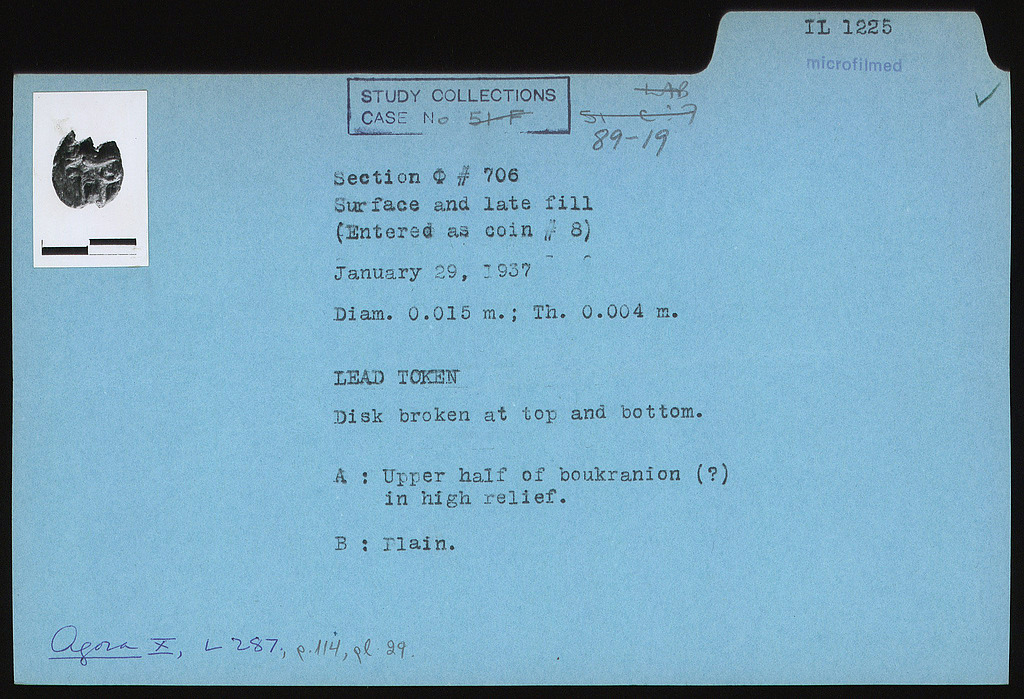 IL 1225
microfilmed
STUDY COLLECTIONS
CASE No 51 F
LAB
89-19
Section Φ # 706
Surface and late fill
(Entered as coin # 8)
January 29, 1937
Diam. 0.015 m.; Th. 0.004 m.
LEAD TOKEN
Disk broken at top and bottom.
A : Upper half of boukranion (?)
in high relief.
B : Plain.
Agora X, L 287, p.114, pl 29.